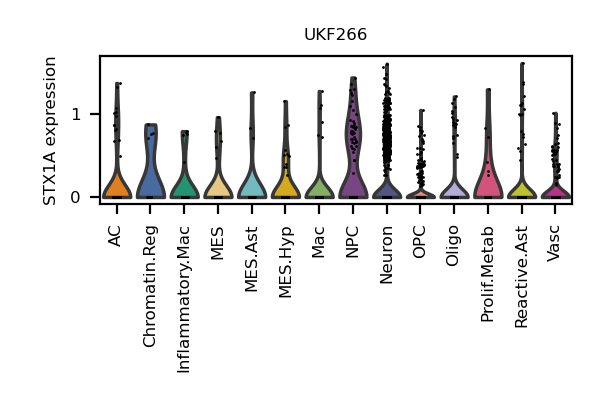 UKF266
STX1A expression
1
0
AC
Chromatin.Reg
Inflammatory.Mac
MES
MES.Ast
MES.Hyp
Mac
NPC
Neuron
OPC
Oligo
Prolif.Metab
Reactive.Ast
Vasc